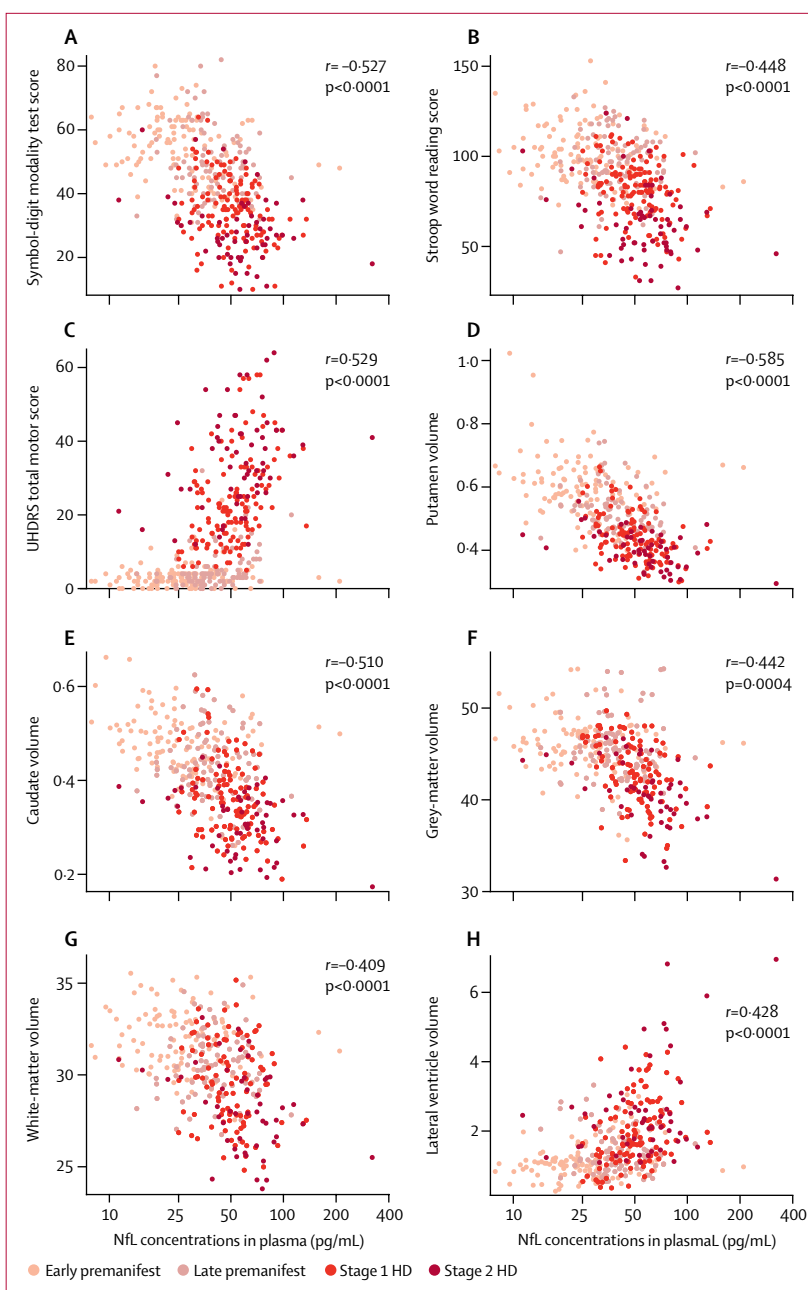 A
Symbol-digit modality test score
80
60
40
20
r= –0·527
p<0·0001
B
Stroop word reading score
150
100
50
r=–0·448
p<0·0001
C
UHDRS total motor score
60
40
20
0
r=0·529
p<0·0001
D
Putamen volume
1·0
0·8
0·6
0·4
r=–0·585
p<0·0001
E
Caudate volume
0·6
0·4
0·2
r=–0·510
p<0·0001
F
Grey-matter volume
50
40
30
r=–0·442
p=0·0004
G
White-matter volume
35
30
25
r=–0·409
p<0·0001
10 25 50 100 200 400
NfL concentrations in plasma (pg/mL)
H
Lateral ventricle volume
6
4
2
r=0·428
p<0·0001
10 25 50 100 200 400
NfL concentrations in plasmaL (pg/mL)
Early premanifest Late premanifest Stage 1 HD Stage 2 HD